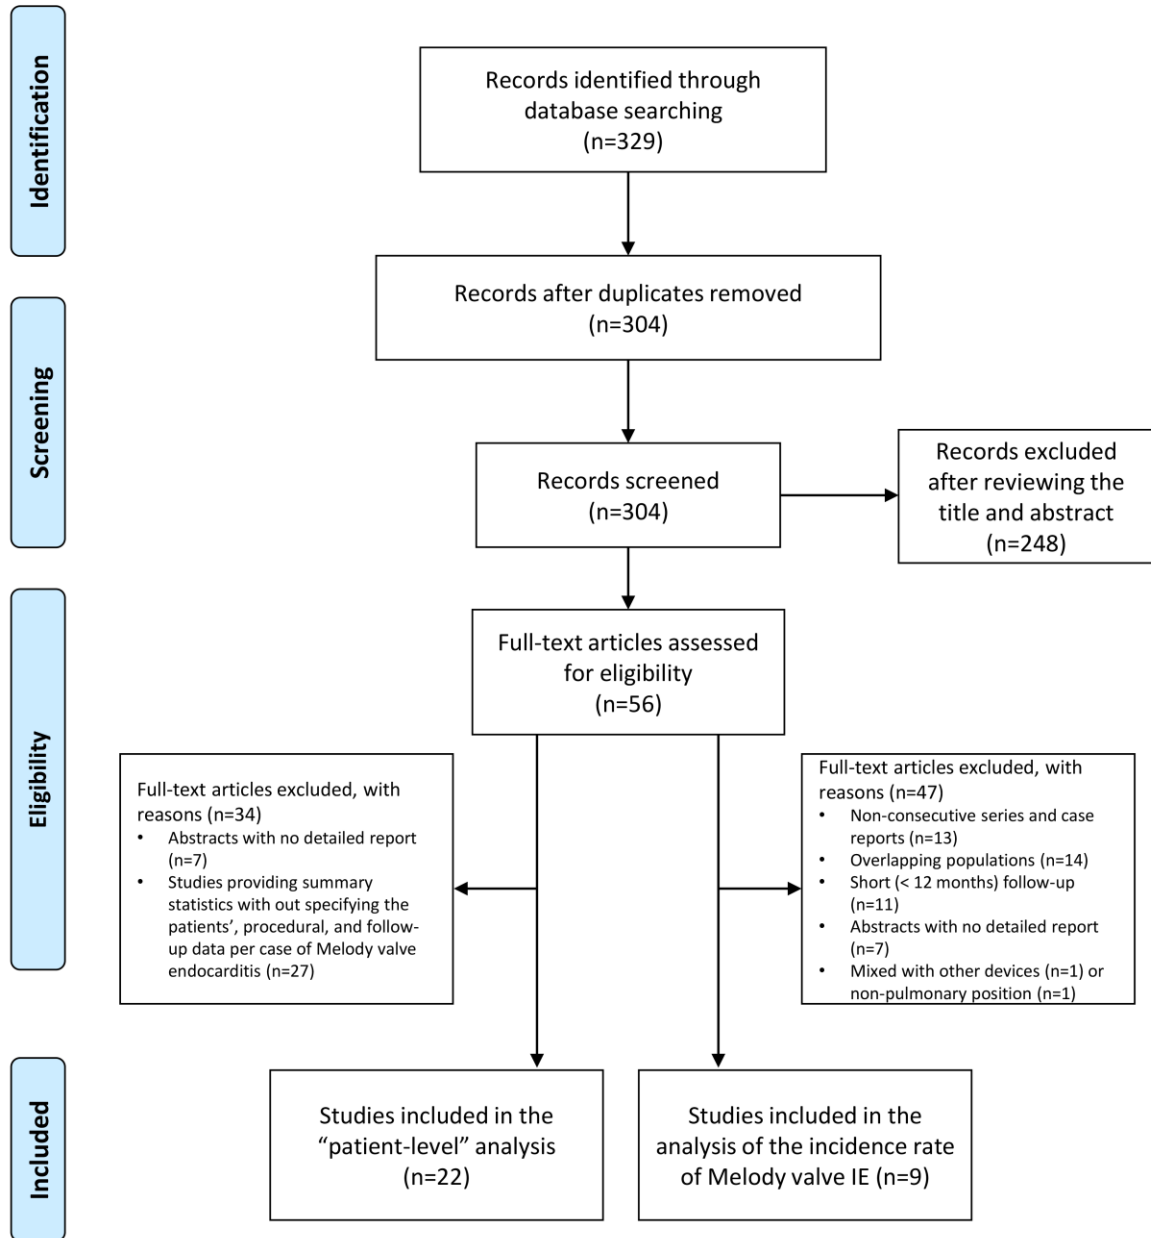 Identification
Records identified through
database searching
(n=329)
Records after duplicates removed
(n=304)
Screening
Records screened
(n=304)
Records excluded
after reviewing the
title and abstract
(n=248)
Eligibility
Full-text articles assessed
for eligibility
(n=56)
Full-text articles excluded, with
reasons (n=34)
• Abstracts with no detailed report
(n=7)
• Studies providing summary
statistics with out specifying the
patients’, procedural, and follow-
up data per case of Melody valve
endocarditis (n=27)
Full-text articles excluded, with
reasons (n=47)
• Non-consecutive series and case
reports (n=13)
• Overlapping populations (n=14)
• Short (< 12 months) follow-up
(n=11)
• Abstracts with no detailed report
(n=7)
• Mixed with other devices (n=1) or
non-pulmonary position (n=1)
Included
Studies included in the
“patient-level” analysis
(n=22)
Studies included in the
analysis of the incidence rate
of Melody valve IE (n=9)